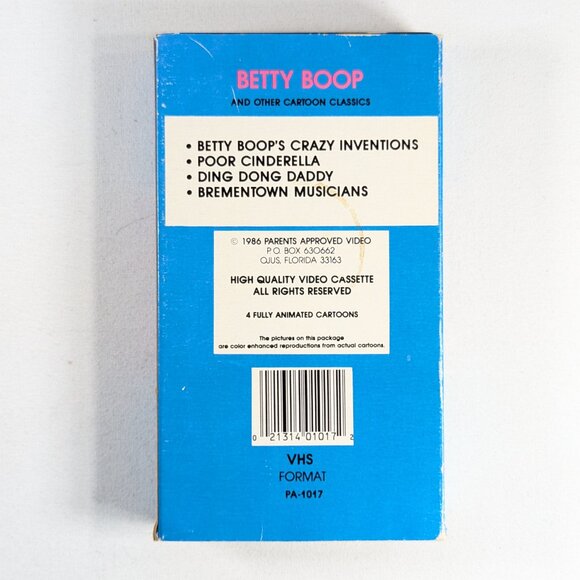 BETTY BOOP
AND OTHER CARTOON CLASSICS
• BETTY BOOP'S CRAZY INVENTIONS
• POOR CINDERELLA
• DING DONG DADDY
• BREMENTOWN MUSICIANS
© 1986 PARENTS APPROVED VIDEO
P.O. BOX 630662
OJUS, FLORIDA 33163
HIGH QUALITY VIDEO CASSETTE
ALL RIGHTS RESERVED
4 FULLY ANIMATED CARTOONS
The pictures on this package
are color enhanced reproductions from actual cartoons.
S
0 21314 01017 2
VHS
FORMAT
PA-1017